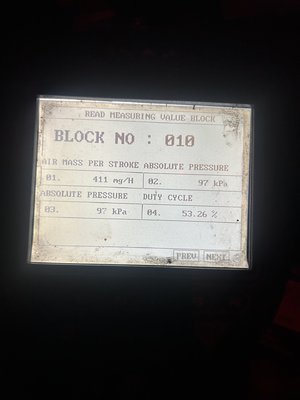 READ MEASURING VALUE BLOCK
BLOCK NO : 010
AIR MASS PER STROKE ABSOLUTE PRESSURE
01. 411 mg/H 02. 97 kPa
ABSOLUTE PRESSURE DUTY CYCLE
03. 97 kPa 04. 53.26 %
PREV NEXT